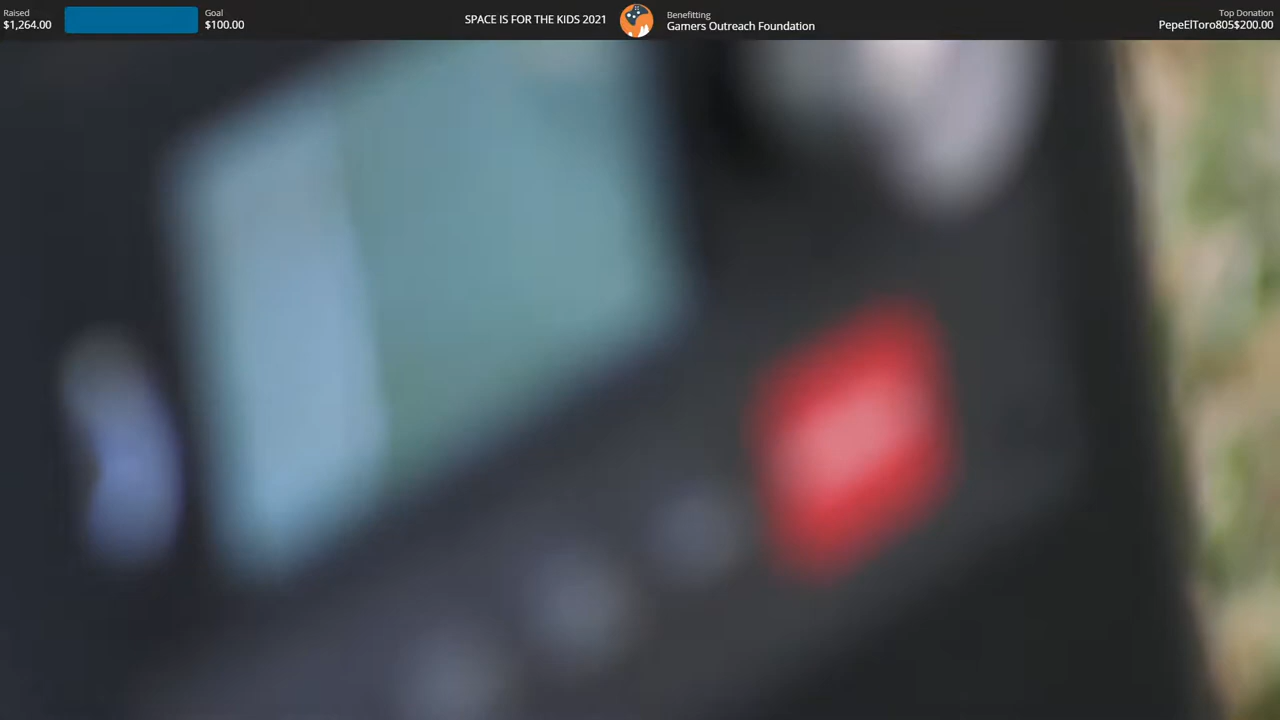 Raised
$1,264.00
Goal
$100.00
SPACE IS FOR THE KIDS 2021
Benefitting
Gamers Outreach Foundation
Top Donation
PepeElToro805$200.00